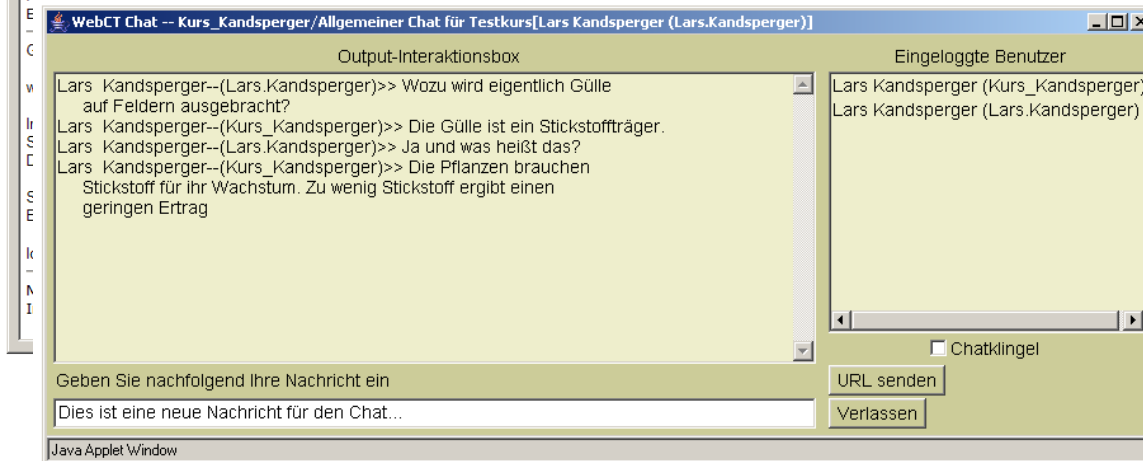 WebCT Chat -- Kurs_Kandsperger/Allgemeiner Chat für Testkurs[Lars Kandsperger (Lars.Kandsperger)]
Output-Interaktionsbox
Lars Kandsperger--(Lars.Kandsperger)>> Wozu wird eigentlich Gülle
auf Feldern ausgebracht?
Lars Kandsperger--(Kurs_Kandsperger)>> Die Gülle ist ein Stickstoffträger.
Lars Kandsperger--(Lars.Kandsperger)>> Ja und was heißt das?
Lars Kandsperger--(Kurs_Kandsperger)>> Die Pflanzen brauchen
Stickstoff für ihr Wachstum. Zu wenig Stickstoff ergibt einen
geringen Ertrag
Eingeloggte Benutzer
Lars Kandsperger (Kurs_Kandsperger)
Lars Kandsperger (Lars.Kandsperger)
Chatklingel
Geben Sie nachfolgend Ihre Nachricht ein
URL senden
Dies ist eine neue Nachricht für den Chat...
Verlassen
Java Applet Window